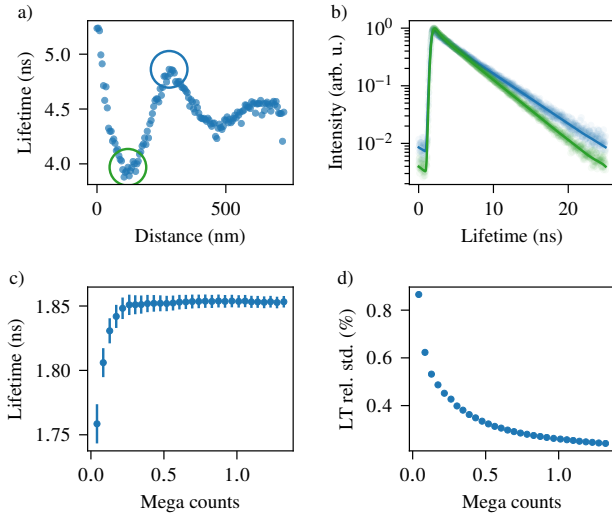 a)
5.0
4.5
4.0
Lifetime (ns)
0
500
Distance (nm)
b)
10⁰
10⁻¹
10⁻²
Intensity (arb. u.)
0
10
20
Lifetime (ns)
c)
1.85
1.80
1.75
Lifetime (ns)
0.0
0.5
1.0
Mega counts
d)
0.8
0.6
0.4
LT rel. std. (%)
0.0
0.5
1.0
Mega counts